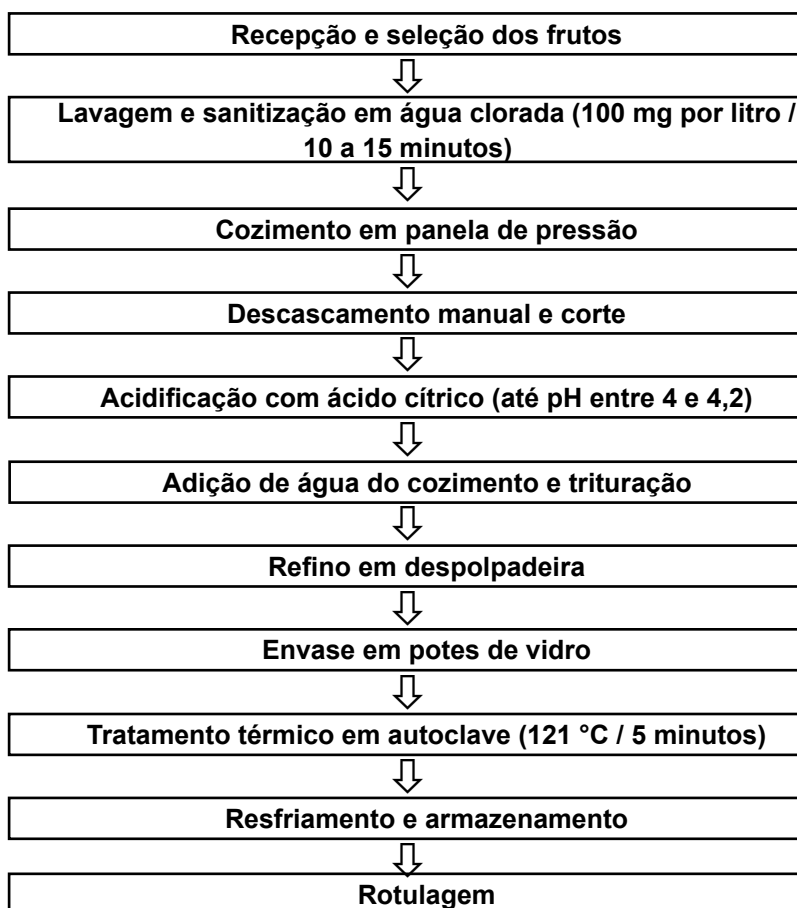 Recepção e seleção dos frutos
Lavagem e sanitização em água clorada (100 mg por litro /
10 a 15 minutos)
Cozimento em panela de pressão
Descascamento manual e corte
Acidificação com ácido cítrico (até pH entre 4 e 4,2)
Adição de água do cozimento e trituração
Refino em despolpadeira
Envase em potes de vidro
Tratamento térmico em autoclave (121 °C / 5 minutos)
Resfriamento e armazenamento
Rotulagem